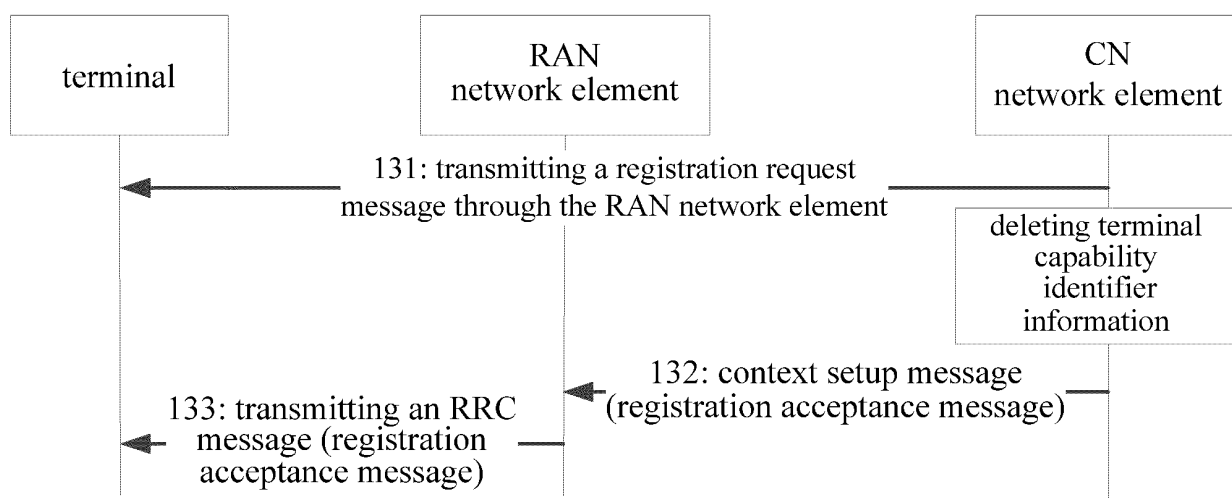 terminal
RAN
network element
CN
network element
131: transmitting a registration request
message through the RAN network element
deleting terminal
capability
identifier
information
132: context setup message
(registration acceptance message)
133: transmitting an RRC
message (registration
acceptance message)